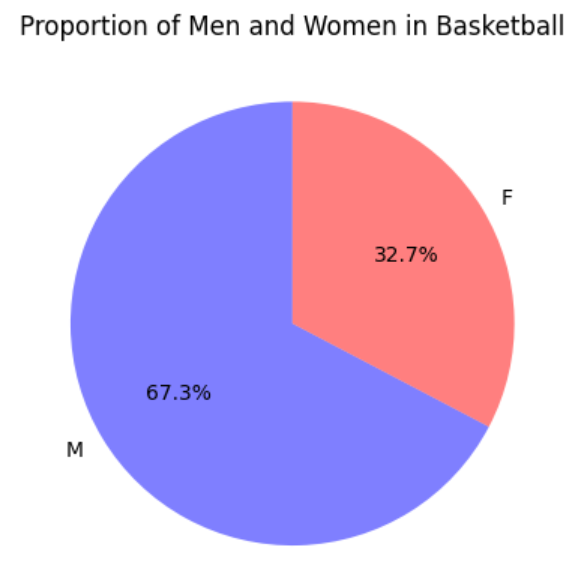 Proportion of Men and Women in Basketball
F
32.7%
67.3%
M